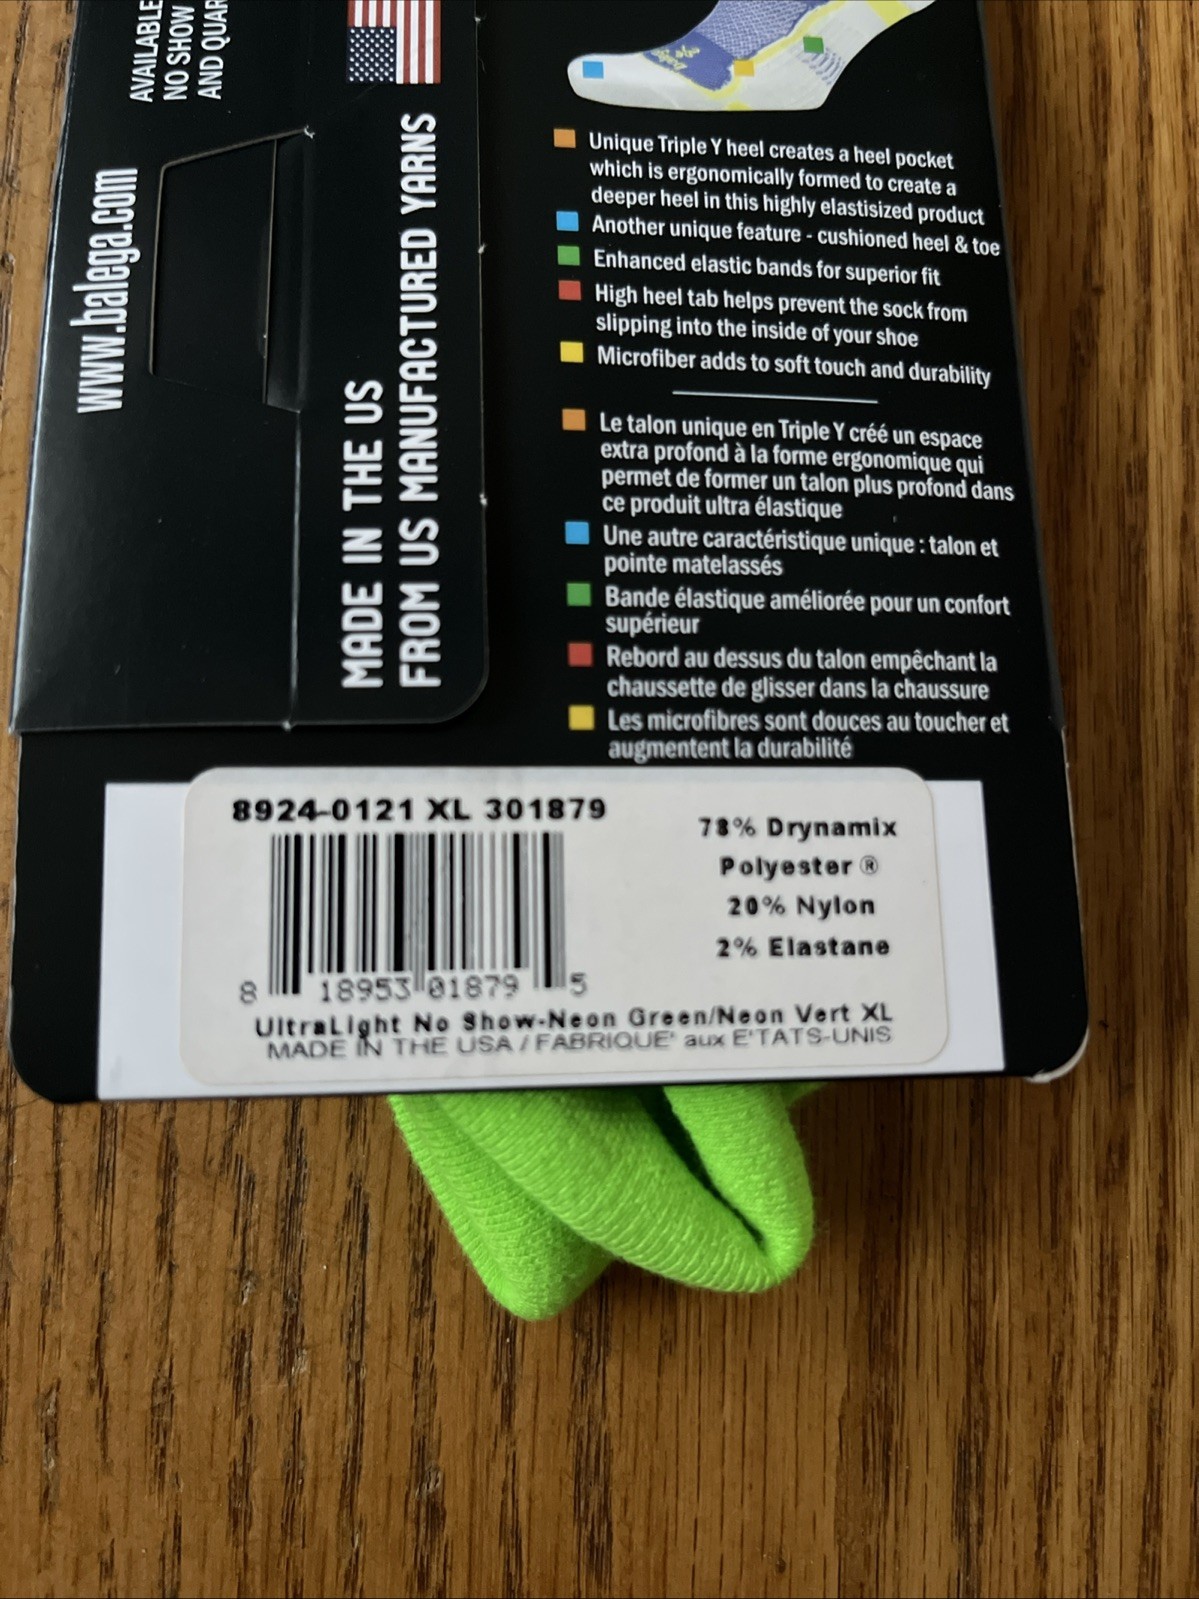 AVAILABLE
NO SHOW
AND QUAR
www.balega.com
MADE IN THE US
FROM US MANUFACTURED YARNS
balega
Unique Triple Y heel creates a heel pocket
which is ergonomically formed to create a
deeper heel in this highly elastisized product
Another unique feature - cushioned heel & toe
Enhanced elastic bands for superior fit
High heel tab helps prevent the sock from
slipping into the inside of your shoe
Microfiber adds to soft touch and durability
Le talon unique en Triple Y créé un espace
extra profond à la forme ergonomique qui
permet de former un talon plus profond dans
ce produit ultra élastique
Une autre caractéristique unique : talon et
pointe matelassés
Bande élastique améliorée pour un confort
supérieur
Rebord au dessus du talon empêchant la
chaussette de glisser dans la chaussure
Les microfibres sont douces au toucher et
augmentent la durabilité
8924-0121 XL 301879
8 18953 01879 5
78% Drynamix
Polyester ®
20% Nylon
2% Elastane
UltraLight No Show-Neon Green/Neon Vert XL
MADE IN THE USA / FABRIQUE' aux E'TATS-UNIS